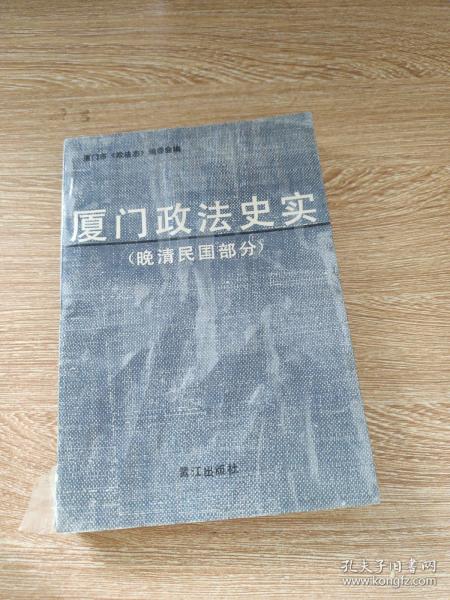 厦门市《政法志》编委会编
厦门政法史实
(晚清民国部分)
鹭江出版社
孔夫子旧书网
www.kongfz.com